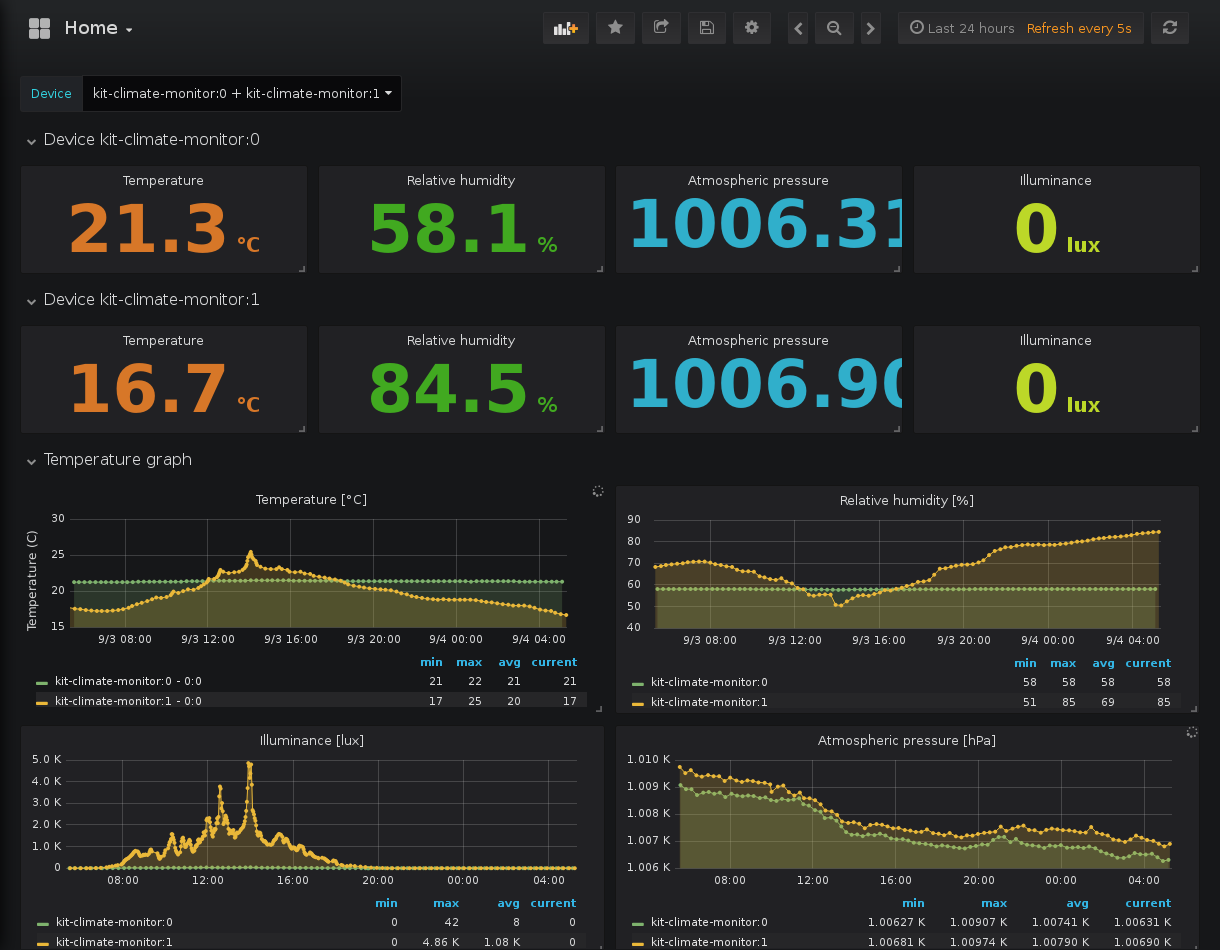 Home
Last 24 hours Refresh every 5s
Device kit-climate-monitor:0 + kit-climate-monitor:1
Device kit-climate-monitor:0
Temperature Relative humidity Atmospheric pressure Illuminance
21.3 °C 58.1 % 1006.31 0 lux
Device kit-climate-monitor:1
Temperature Relative humidity Atmospheric pressure Illuminance
16.7 °C 84.5 % 1006.90 0 lux
Temperature graph
Temperature [°C]
Temperature (C)
30
25
20
15
9/3 08:00 9/3 12:00 9/3 16:00 9/3 20:00 9/4 00:00 9/4 04:00
min max avg current
kit-climate-monitor:0 - 0:0 21 22 21 21
kit-climate-monitor:1 - 0:0 17 25 20 17
Relative humidity [%]
90
80
70
60
50
40
9/3 08:00 9/3 12:00 9/3 16:00 9/3 20:00 9/4 00:00 9/4 04:00
min max avg current
kit-climate-monitor:0 58 58 58 58
kit-climate-monitor:1 51 85 69 85
Illuminance [lux]
5.0 K
4.0 K
3.0 K
2.0 K
1.0 K
0
08:00 12:00 16:00 20:00 00:00 04:00
min max avg current
kit-climate-monitor:0 0 42 8 0
kit-climate-monitor:1 0 4.86 K 1.08 K 0
Atmospheric pressure [hPa]
1.010 K
1.009 K
1.008 K
1.007 K
1.006 K
08:00 12:00 16:00 20:00 00:00 04:00
min max avg current
kit-climate-monitor:0 1.00627 K 1.00907 K 1.00741 K 1.00631 K
kit-climate-monitor:1 1.00681 K 1.00974 K 1.00790 K 1.00690 K